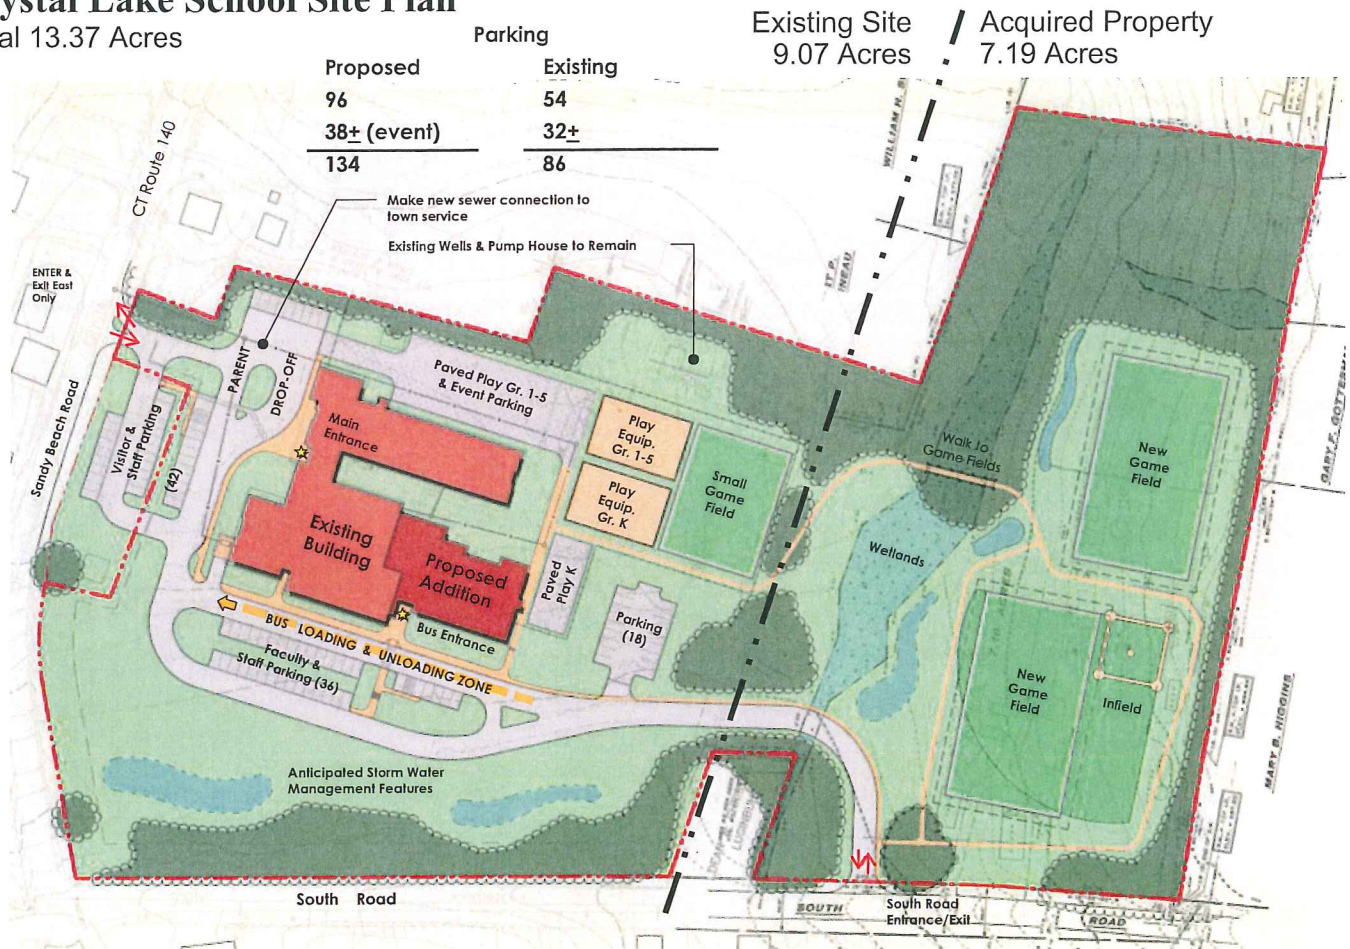 ystal Lake School Site Plan
al 13.37 Acres
Parking
Proposed
Existing
96
54
38± (event)
32±
134
86
Existing Site
9.07 Acres
Acquired Property
7.19 Acres
CT Route 140
Make new sewer connection to
town service
Existing Wells & Pump House to Remain
WILLIAM H.
ENTER &
Exit East
Only
PARENT
DROP-OFF
Paved Play Gr. 1-5
& Event Parking
Sandy Beach Road
Visitor &
Staff Parking
(42)
Main
Entrance
Play
Equip.
Gr. 1-5
Play
Equip.
Gr. K
Small
Game
Field
Walk to
Game Fields
New
Game
Field
Existing
Building
Proposed
Addition
Paved
Play K
Wetlands
Parking
(18)
BUS LOADING & UNLOADING ZONE
Bus Entrance
Faculty &
Staff Parking (36)
New
Game
Field
Infield
MARY B. HIGGINS
Anticipated Storm Water
Management Features
South Road
SOUTH
ROAD
South Road
Entrance/Exit